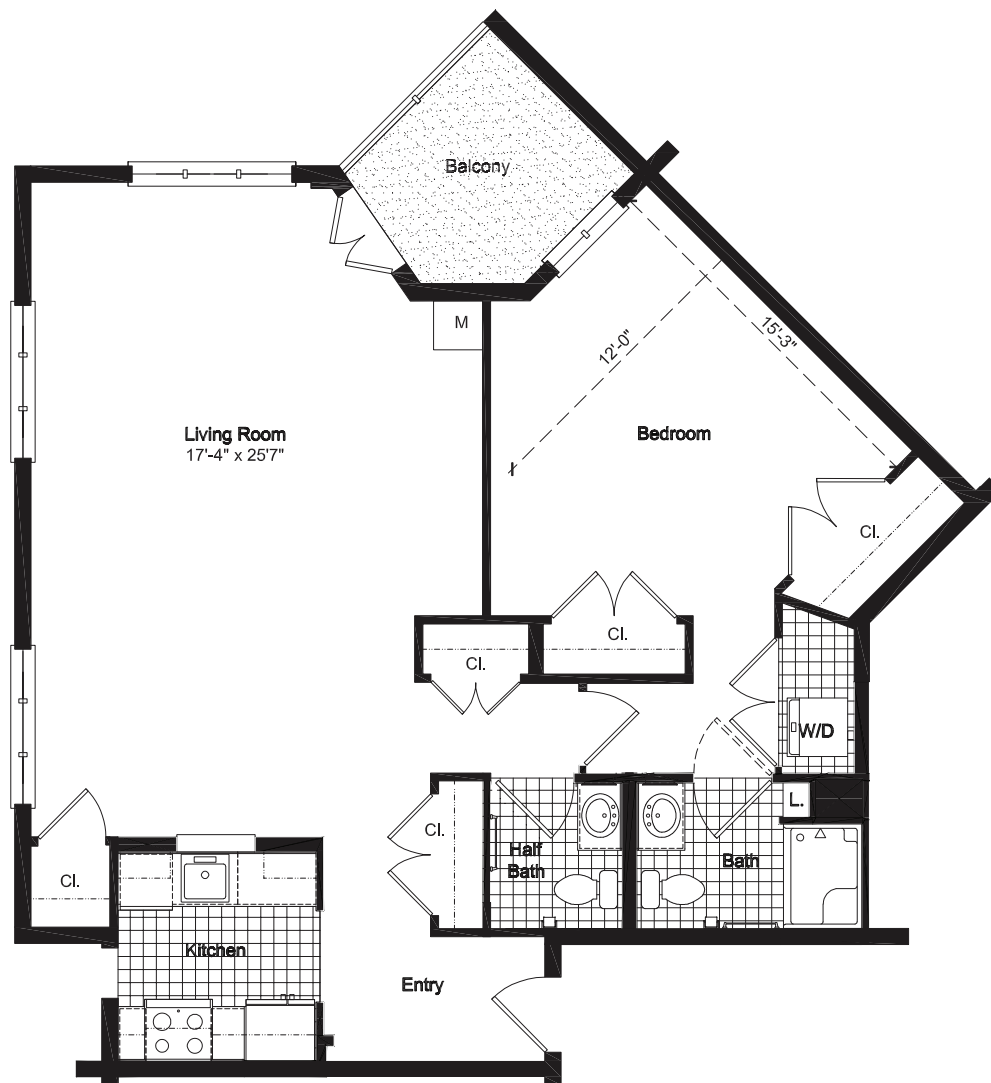 Balcony
M
12'-0"
15'-3"
Living Room
17'-4" x 25'7"
Bedroom
Cl.
Cl.
Cl.
W/D
L.
Cl.
Half
Bath
Bath
Cl.
Kitchen
Entry